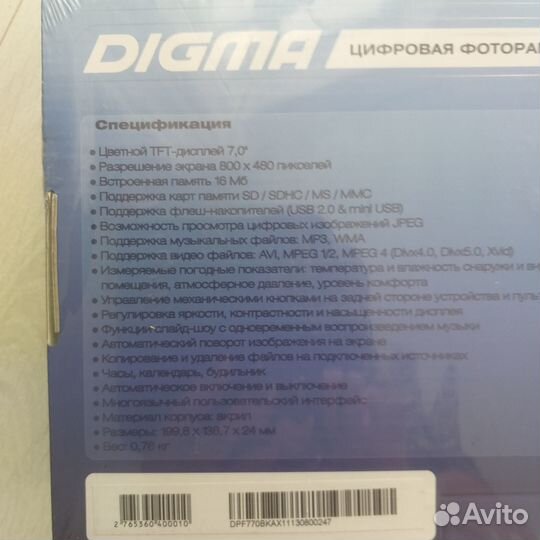 DIGMA
ЦИФРОВАЯ ФОТОРА
Спецификация
• Цветной TFT-дисплей 7,0"
• Разрешение экрана 800 x 480 пикселей
• Встроенная память 16 Мб
• Поддержка карт памяти SD / SDHC / MS / MMC
• Поддержка флеш-накопителей (USB 2.0 & mini USB)
• Возможность просмотра цифровых изображений JPEG
• Поддержка музыкальных файлов: MP3, WMA
• Поддержка видео файлов: AVI, MPEG 1/2, MPEG 4 (Divx4.0, Divx5.0, Xvid)
• Измеряемые погодные показатели: температура и влажность снаружи и
помещения, атмосферное давление, уровень комфорта
• Управление механическими кнопками на задней стороне устройства и
• Регулировка яркости, контрастности и насыщенности дисплея
• Функции слайд-шоу с одновременным воспроизведением музыки
• Автоматический поворот изображения на экране
• Копирование и удаление файлов на подключенных источниках
• Часы, календарь, будильник
• Автоматическое включение и выключение
• Многоязычный пользовательский интерфейс
• Материал корпуса: акрил
• Размеры: 199,8 x 136,7 x 24 мм
• Вес: 0,76 кг
2 765360 400010
DPF770BKAX11130800247
Avito